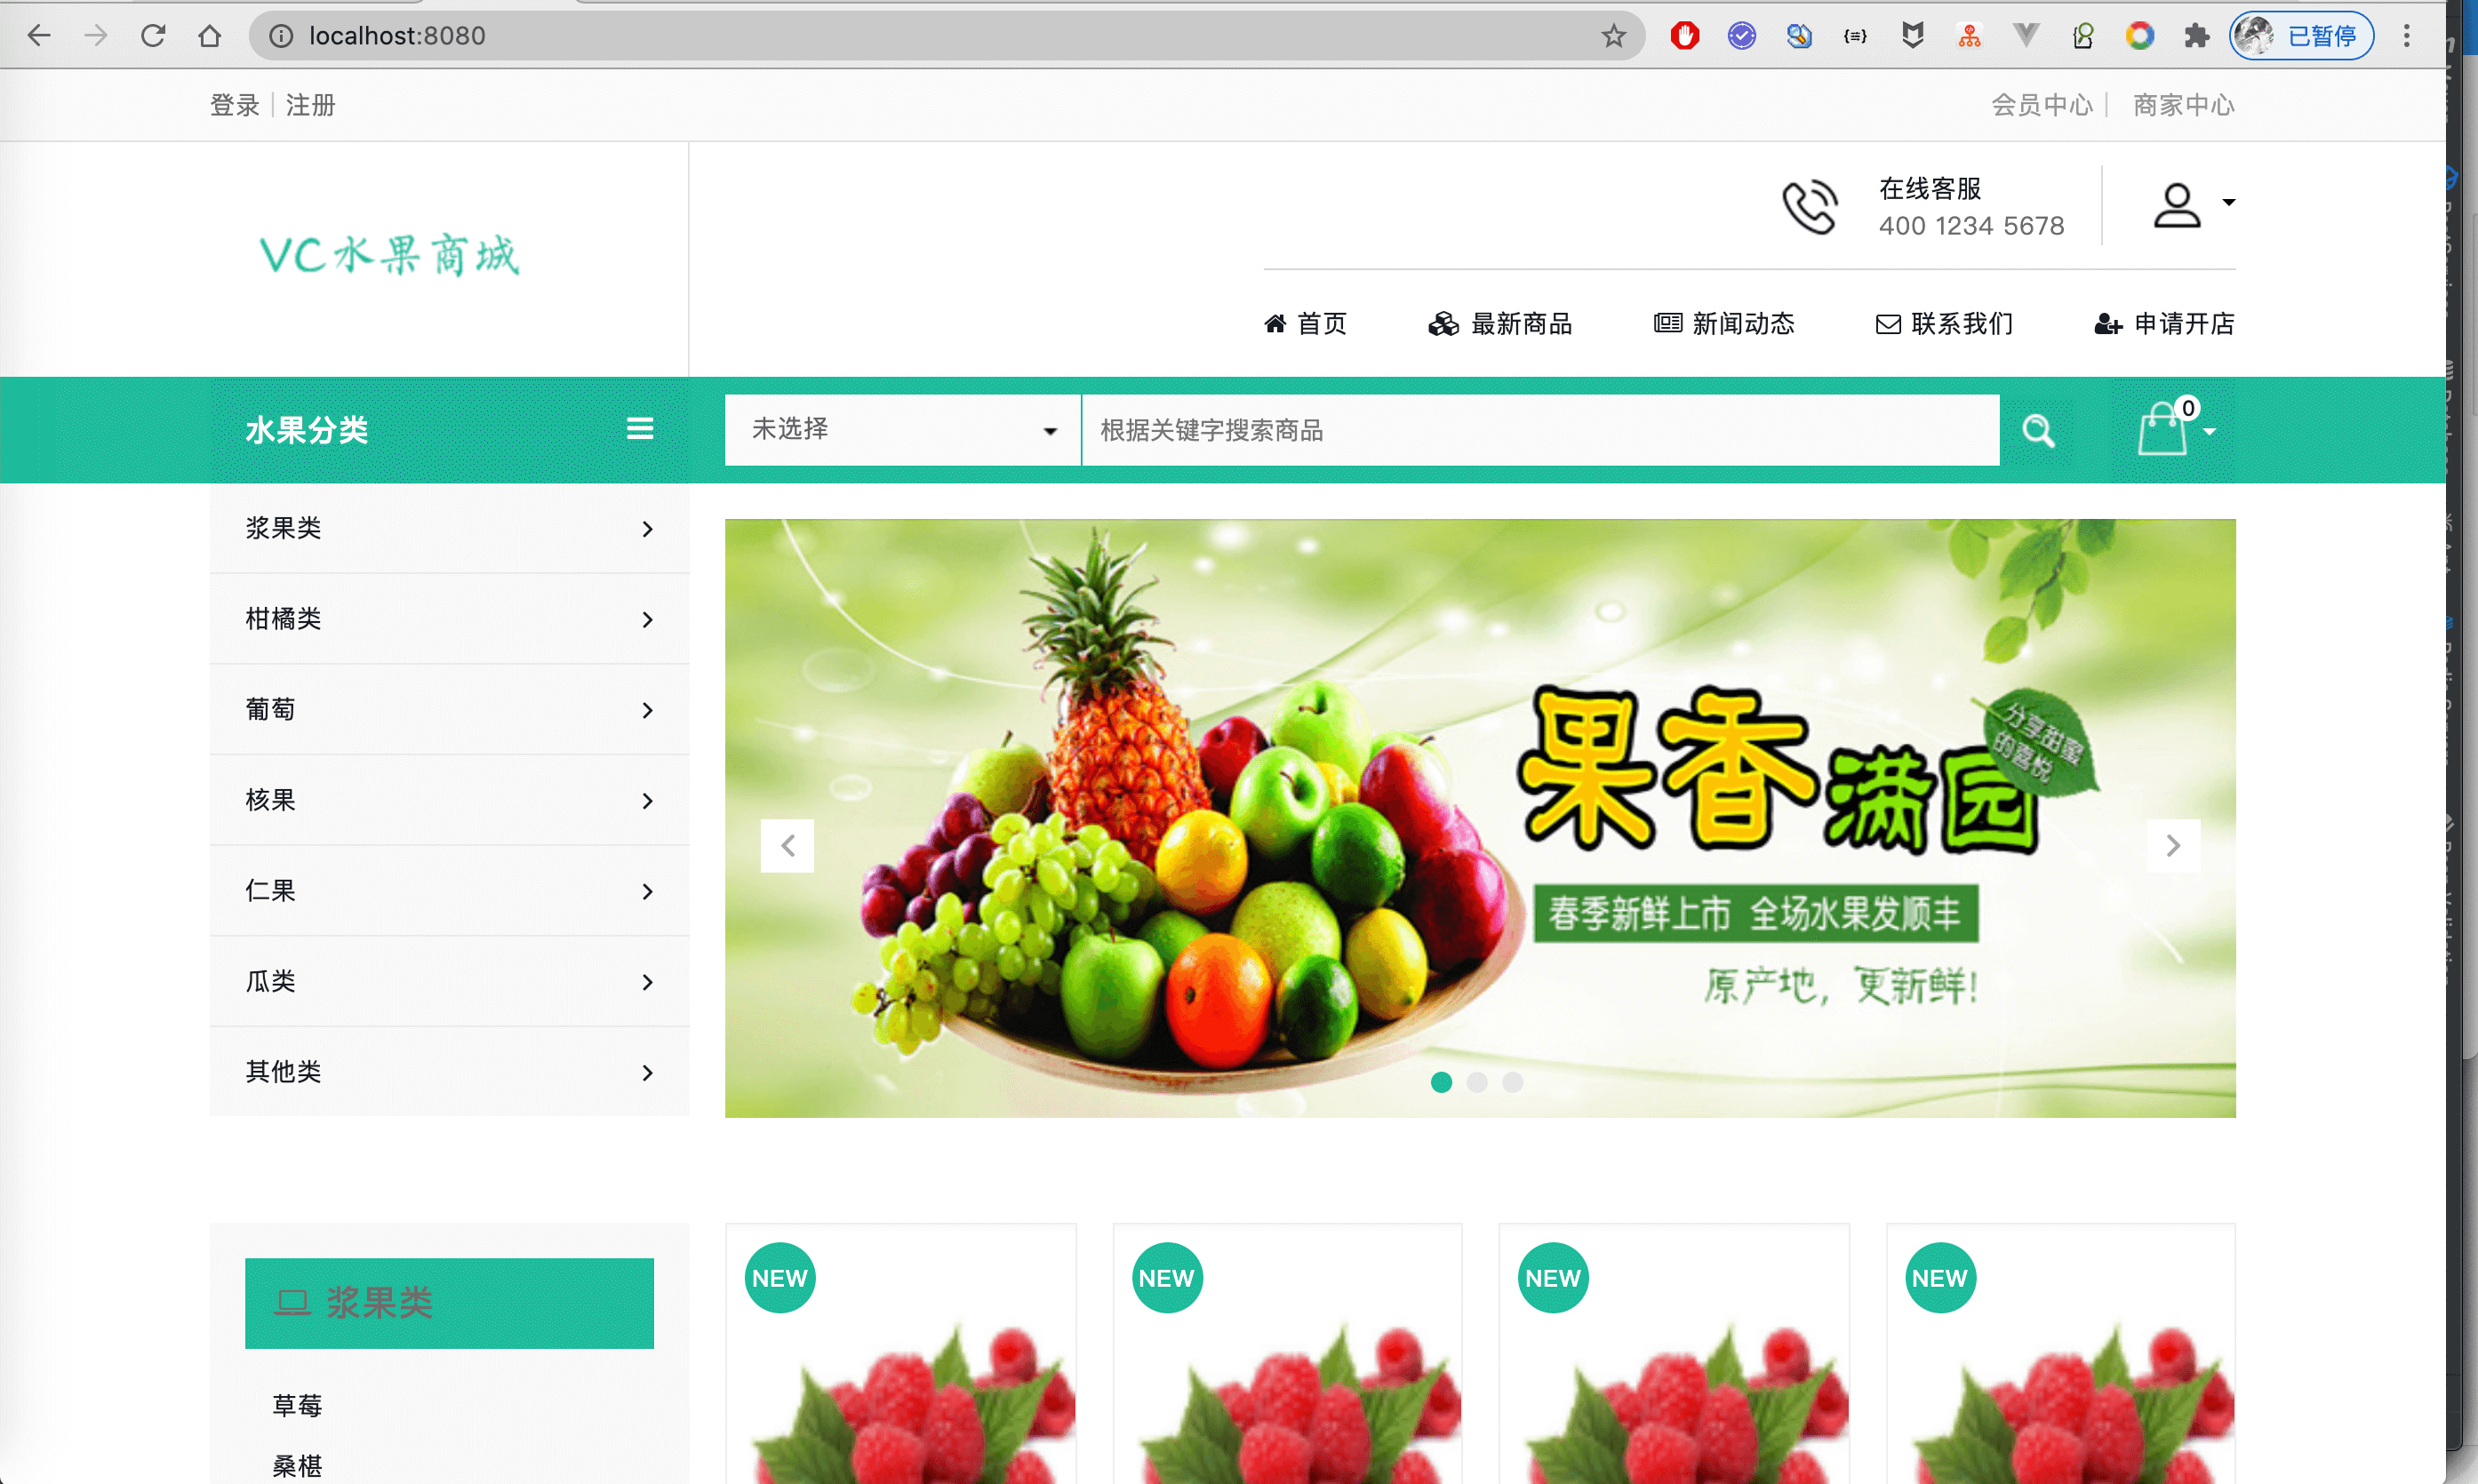 localhost:8080
已暂停
登录
注册
会员中心
商家中心
VC水果商城
在线客服
400 1234 5678
首页
最新商品
新闻动态
联系我们
申请开店
水果分类
未选择
根据关键字搜索商品
0
浆果类
柑橘类
葡萄
核果
仁果
瓜类
其他类
果香满园
分享甜蜜
的喜悦
春季新鲜上市 全场水果发顺丰
原产地，更新鲜!
浆果类
草莓
桑椹
NEW
NEW
NEW
NEW